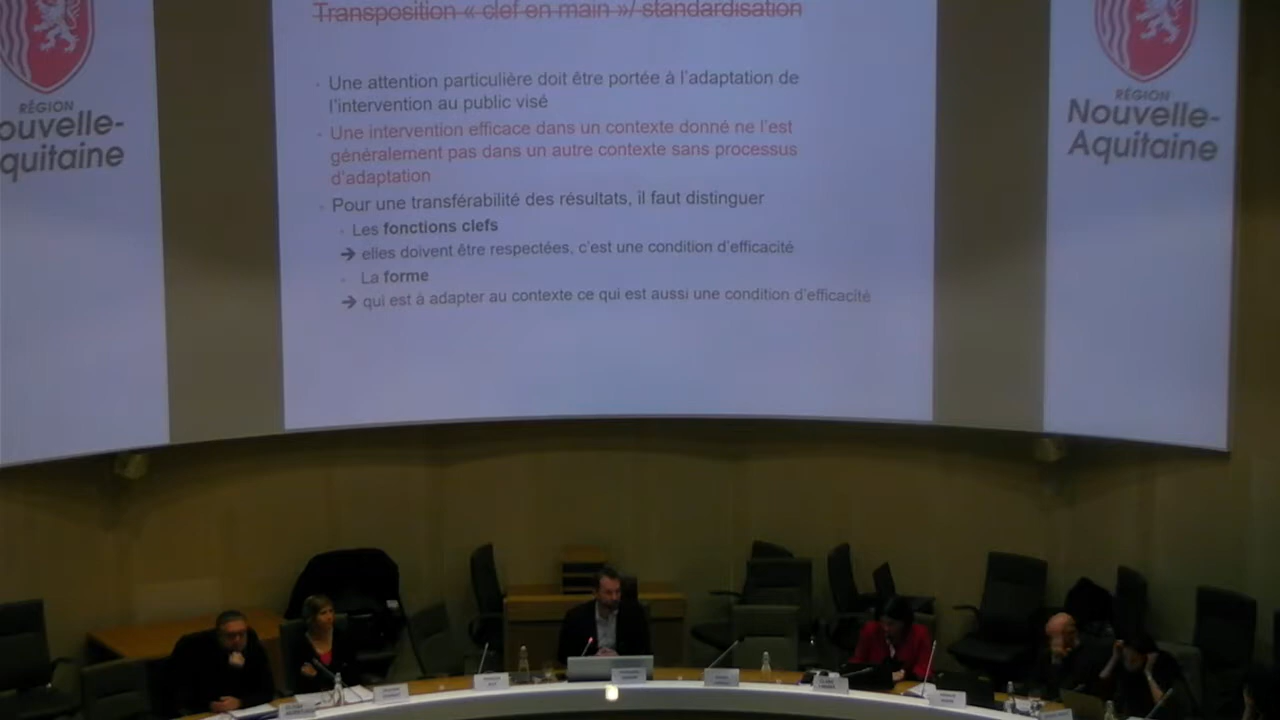 Transposition « clef en main »/ standardisation
Une attention particulière doit être portée à l'adaptation de
l'intervention au public visé
Une intervention efficace dans un contexte donné ne l'est
généralement pas dans un autre contexte sans processus
d'adaptation
Pour une transférabilité des résultats, il faut distinguer
Les fonctions clefs
➔ elles doivent être respectées, c'est une condition d'efficacité
La forme
➔ qui est à adapter au contexte ce qui est aussi une condition d'efficacité
RÉGION
ouvelle-
quitaine
RÉGION
Nouvelle-
Aquitaine